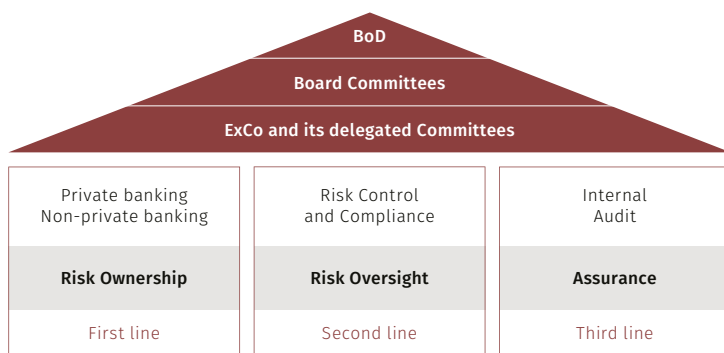 BoD
Board Committees
ExCo and its delegated Committees
Private banking
Non-private banking
Risk Ownership
First line
Risk Control
and Compliance
Risk Oversight
Second line
Internal
Audit
Assurance
Third line